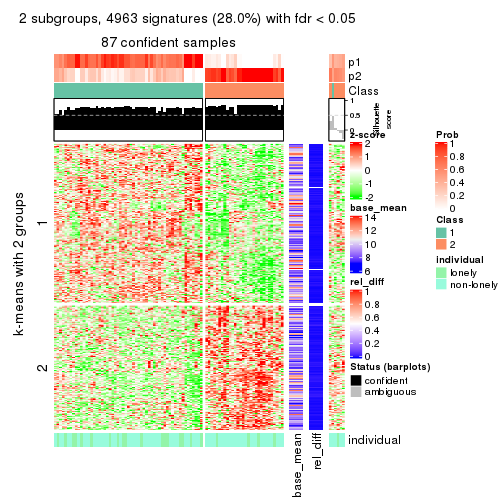 2 subgroups, 4963 signatures (28.0%) with fdr < 0.05
87 confident samples
p1
p2
Class
1
0.5
0
Silhouette
score
k-means with 2 groups
1
2
individual
base_mean
rel_diff
z-score
2
1
0
-1
-2
base_mean
14
12
10
8
6
rel_diff
1
0.8
0.6
0.4
0.2
0
Status (barplots)
confident
ambiguous
Prob
1
0.8
0.6
0.4
0.2
0
Class
1
2
individual
lonely
non-lonely